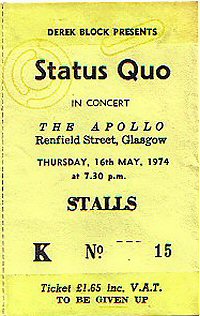 DEREK BLOCK PRESENTS
Status Quo
IN CONCERT
THE APOLLO
Renfield Street, Glasgow
THURSDAY, 16th MAY, 1974
at 7.30 p.m.
STALLS
K No --- 15
Ticket £1.65 inc. V.A.T.
TO BE GIVEN UP